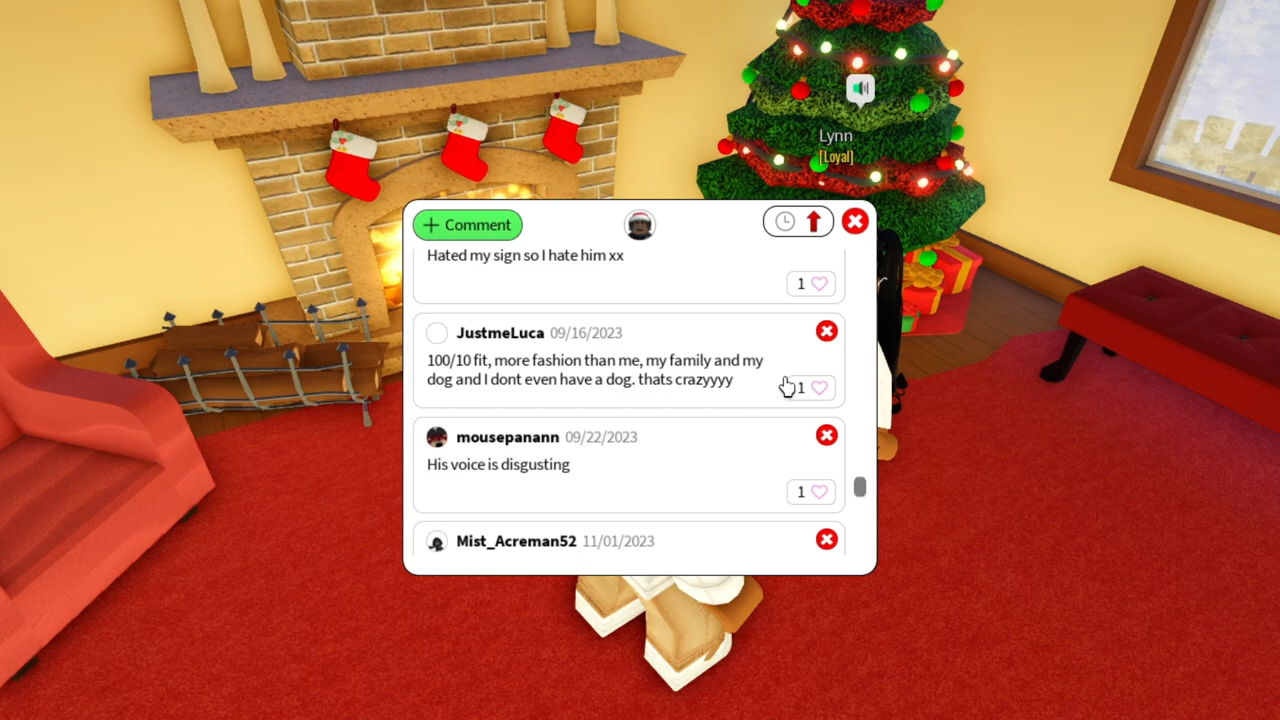 Lynn
[Loyal]
+ Comment
Hated my sign so I hate him xx
1
JustmeLuca 09/16/2023
100/10 fit, more fashion than me, my family and my
dog and I dont even have a dog. thats crazyyyy
1
mousepanann 09/22/2023
His voice is disgusting
1
Mist_Acreman52 11/01/2023